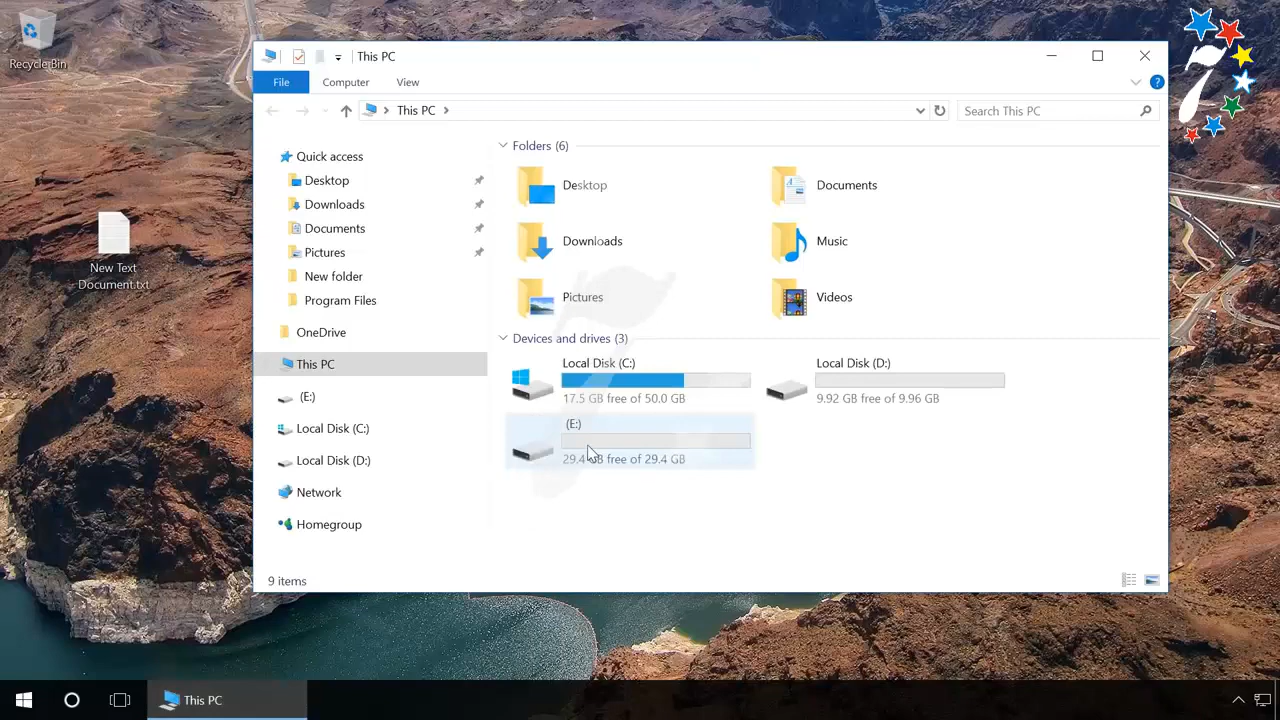 Recycle Bin
New Text
Document.txt
This PC
File
Computer
View
?
This PC
Search This PC
Quick access
Desktop
Downloads
Documents
Pictures
New folder
Program Files
OneDrive
This PC
(E:)
Local Disk (C:)
Local Disk (D:)
Network
Homegroup
Folders (6)
Desktop
Documents
Downloads
Music
Pictures
Videos
Devices and drives (3)
Local Disk (C:)
17.5 GB free of 50.0 GB
Local Disk (D:)
9.92 GB free of 9.96 GB
(E:)
29.4 GB free of 29.4 GB
9 items
7
This PC